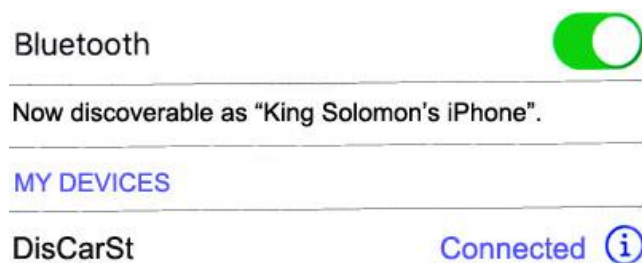 Bluetooth
Now discoverable as “King Solomon’s iPhone”.
MY DEVICES
DisCarSt Connected